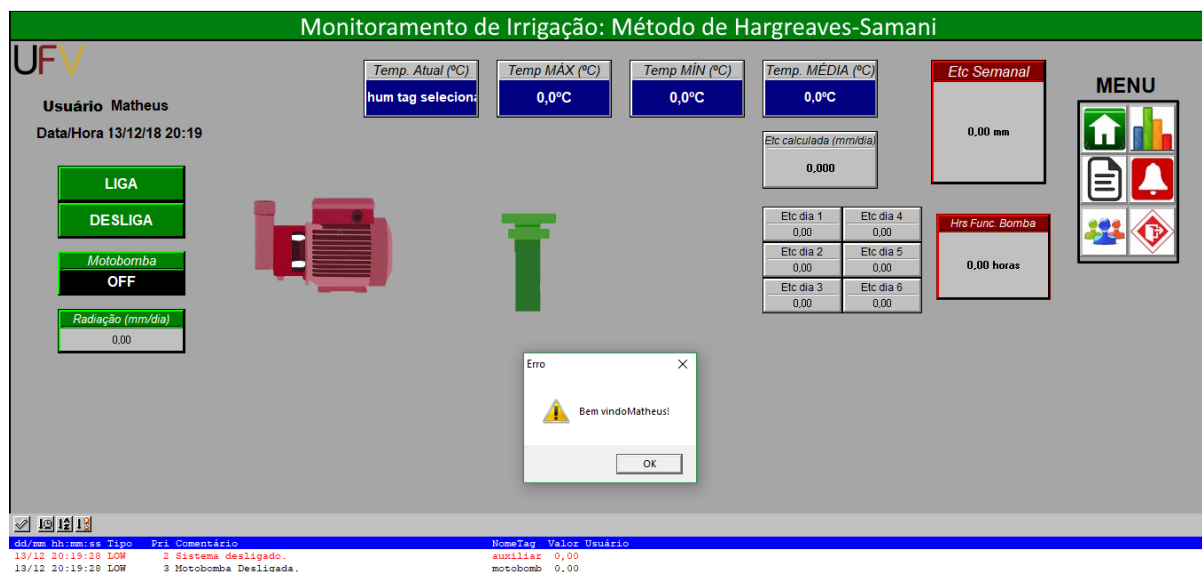 Monitoramento de Irrigação: Método de Hargreaves-Samani
UFV
Usuário Matheus
Data/Hora 13/12/18 20:19
Temp. Atual (ºC)
hum tag seleciona
Temp MÁX (ºC)
0,0ºC
Temp MÍN (ºC)
0,0ºC
Temp. MÉDIA (ºC)
0,0ºC
Etc Semanal
0,00 mm
MENU
Etc calculada (mm/dia)
0,000
LIGA
DESLIGA
Motobomba
OFF
Radiação (mm/dia)
0,00
Etc dia 1
0,00
Etc dia 4
0,00
Etc dia 2
0,00
Etc dia 5
0,00
Etc dia 3
0,00
Etc dia 6
0,00
Hrs Func. Bomba
0,00 horas
Erro
Bem vindoMatheus!
OK
dd/mm hh:mm:ss Tipo Pri Comentário NomeTag Valor Usuário
13/12 20:19:28 LOW 2 Sistema desligado. auxiliar 0,00
13/12 20:19:28 LOW 3 Motobomba Desligada. motobomb 0,00